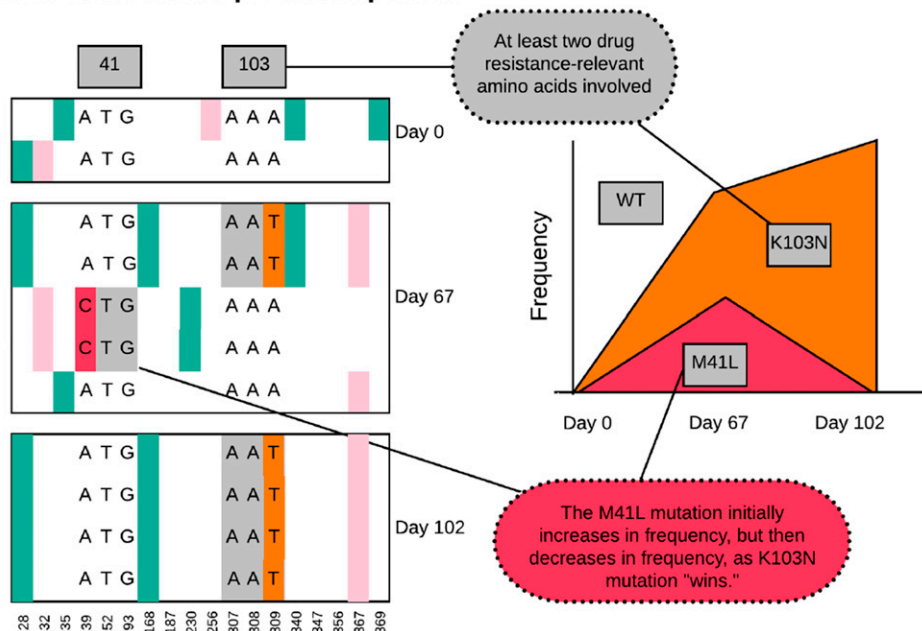 41
103
At least two drug
resistance-relevant
amino acids involved
A T G A A A
A T G A A A
Day 0
A T G A A T
A T G A A T
C T G A A A
C T G A A A
A T G A A A
Day 67
A T G A A T
A T G A A T
A T G A A T
A T G A A T
Day 102
28 32 35 39 52 93 168 187 230 256 307 308 309 340 347 356 367 369
Frequency
WT
K103N
M41L
Day 0 Day 67 Day 102
The M41L mutation initially
increases in frequency, but then
decreases in frequency, as K103N
mutation "wins."